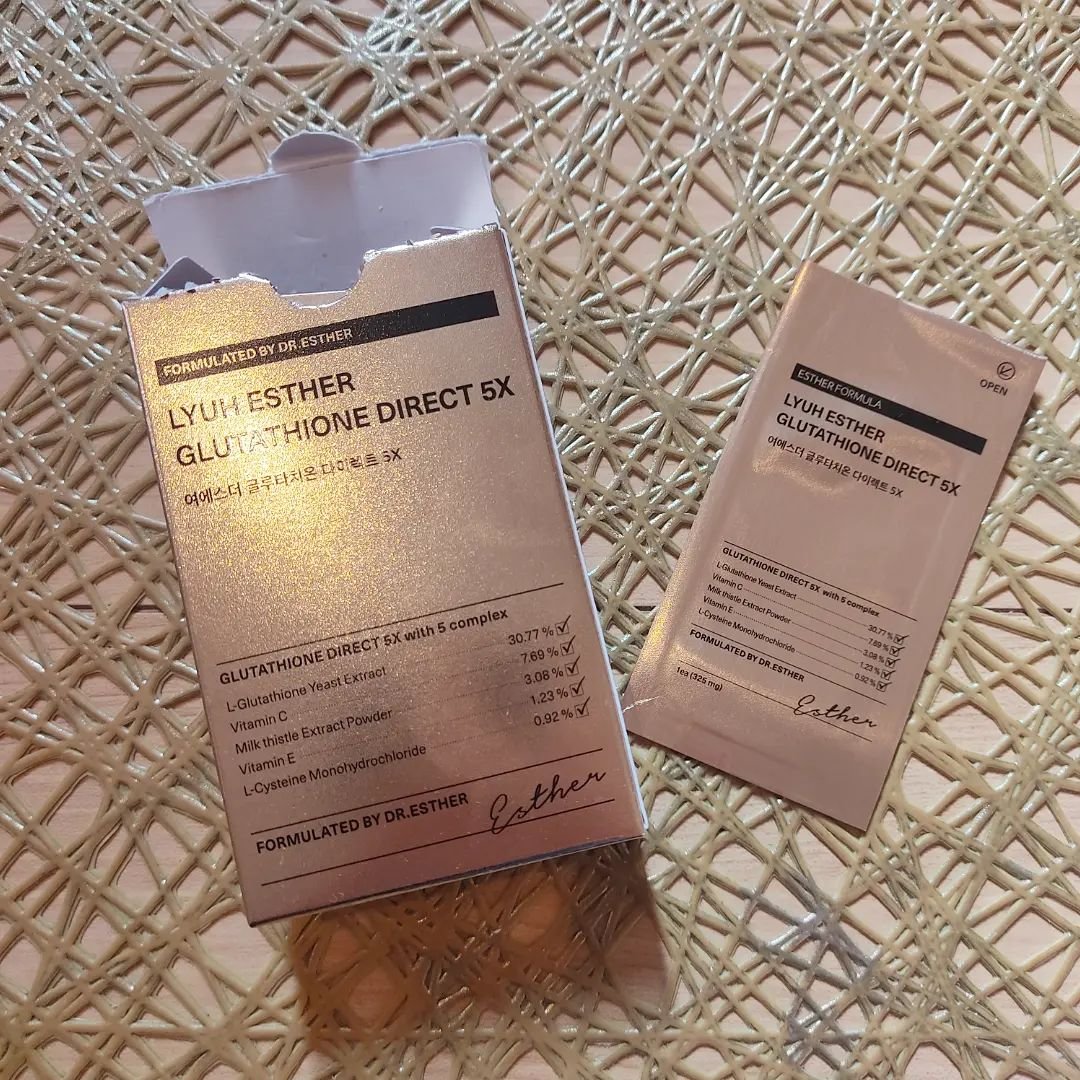 FORMULATED BY DR.ESTHER
LYUH ESTHER
GLUTATHIONE DIRECT 5X
여에스더 글루타치온 다이렉트 5X
GLUTATHIONE DIRECT 5X with 5 complex
L-Glutathione Yeast Extract 30.77 %
Vitamin C 7.69 %
Milk thistle Extract Powder 3.08 %
Vitamin E 1.23 %
L-Cysteine Monohydrochloride 0.92 %
FORMULATED BY DR.ESTHER
Esther
OPEN
ESTHER FORMULA
LYUH ESTHER
GLUTATHIONE DIRECT 5X
여에스더 글루타치온 다이렉트 5X
GLUTATHIONE DIRECT 5X with 5 complex
L-Glutathione Yeast Extract 30.77 %
Vitamin C 7.69 %
Milk thistle Extract Powder 3.08 %
Vitamin E 1.23 %
L-Cysteine Monohydrochloride 0.92 %
FORMULATED BY DR.ESTHER
1ea (325 mg)
Esther